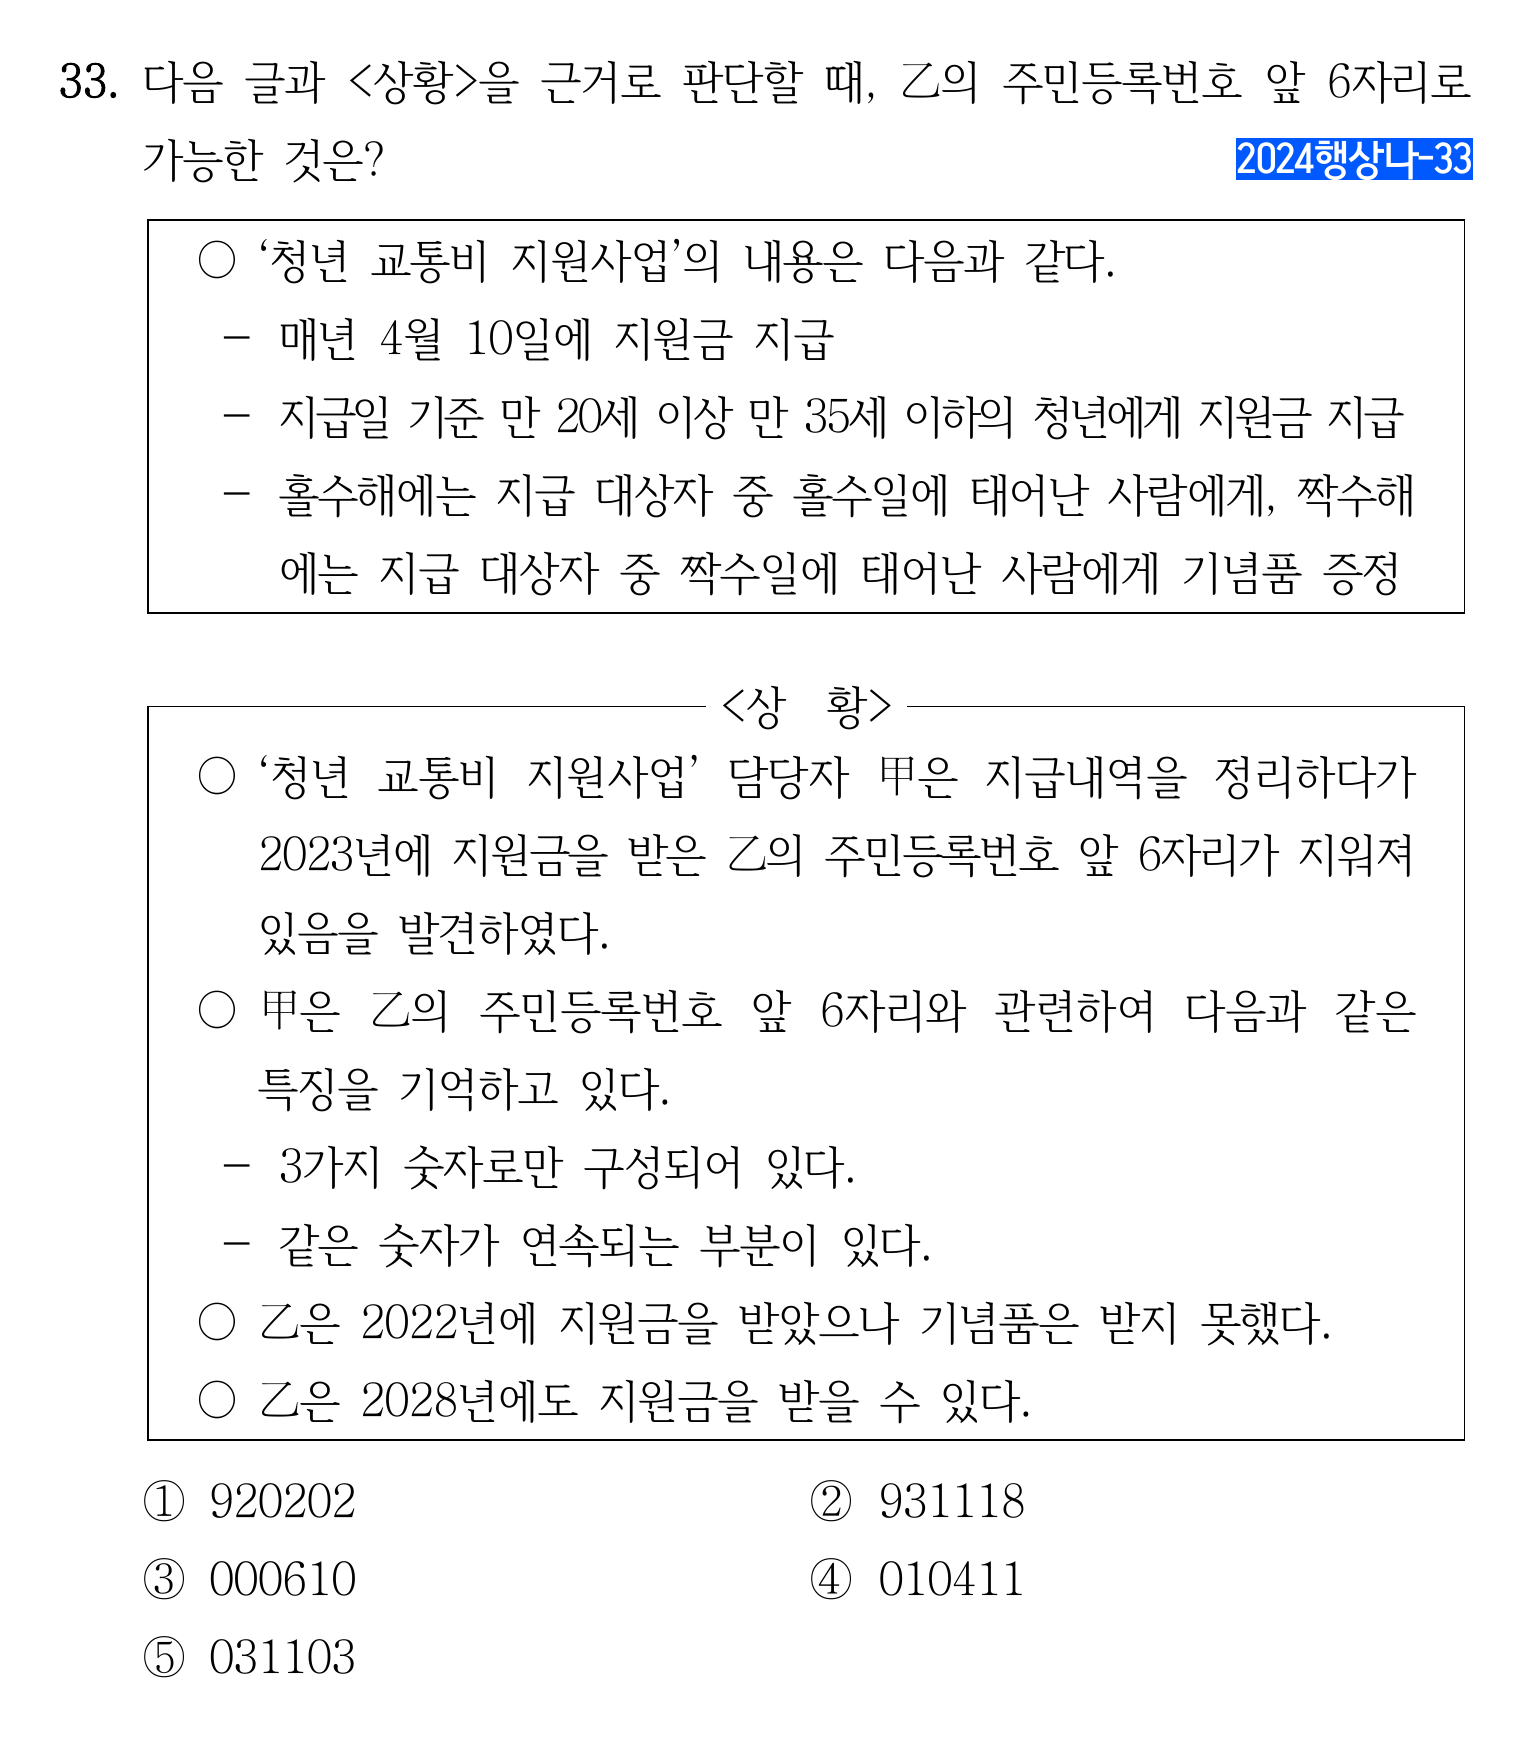 33. 다음 글과 <상황>을 근거로 판단할 때, 乙의 주민등록번호 앞 6자리로
가능한 것은?
2024행상나-33
○ ‘청년 교통비 지원사업’의 내용은 다음과 같다.
－ 매년 4월 10일에 지원금 지급
－ 지급일 기준 만 20세 이상 만 35세 이하의 청년에게 지원금 지급
－ 홀수해에는 지급 대상자 중 홀수일에 태어난 사람에게, 짝수해
에는 지급 대상자 중 짝수일에 태어난 사람에게 기념품 증정
<상 황>
○ ‘청년 교통비 지원사업’ 담당자 甲은 지급내역을 정리하다가
2023년에 지원금을 받은 乙의 주민등록번호 앞 6자리가 지워져
있음을 발견하였다.
○ 甲은 乙의 주민등록번호 앞 6자리와 관련하여 다음과 같은
특징을 기억하고 있다.
－ 3가지 숫자로만 구성되어 있다.
－ 같은 숫자가 연속되는 부분이 있다.
○ 乙은 2022년에 지원금을 받았으나 기념품은 받지 못했다.
○ 乙은 2028년에도 지원금을 받을 수 있다.
① 920202
② 931118
③ 000610
④ 010411
⑤ 031103